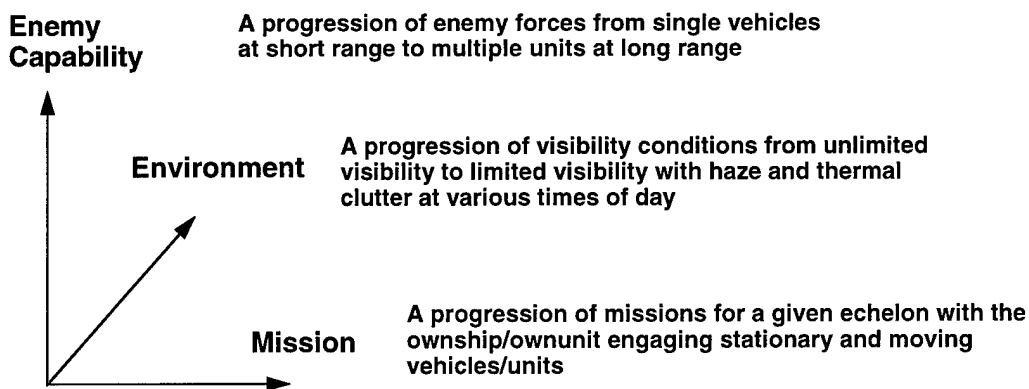 Enemy
Capability
A progression of enemy forces from single vehicles
at short range to multiple units at long range
Environment
A progression of visibility conditions from unlimited
visibility to limited visibility with haze and thermal
clutter at various times of day
Mission
A progression of missions for a given echelon with the
ownship/ownunit engaging stationary and moving
vehicles/units